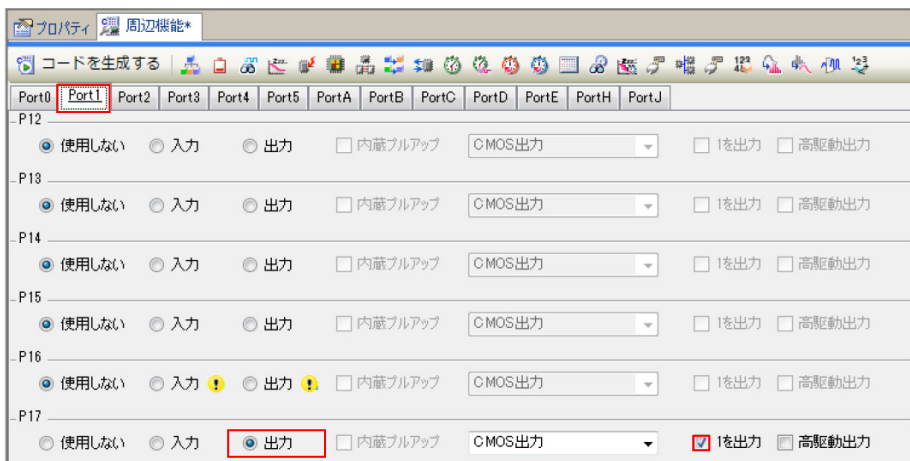 プロパティ 周辺機能*
コードを生成する
Port0 Port1 Port2 Port3 Port4 Port5 PortA PortB PortC PortD PortE PortH PortJ
P12
使用しない 入力 出力 内蔵プルアップ CMOS出力 1を出力 高駆動出力
P13
使用しない 入力 出力 内蔵プルアップ CMOS出力 1を出力 高駆動出力
P14
使用しない 入力 出力 内蔵プルアップ CMOS出力 1を出力 高駆動出力
P15
使用しない 入力 出力 内蔵プルアップ CMOS出力 1を出力 高駆動出力
P16
使用しない 入力 出力 内蔵プルアップ CMOS出力 1を出力 高駆動出力
P17
使用しない 入力 出力 内蔵プルアップ CMOS出力 1を出力 高駆動出力